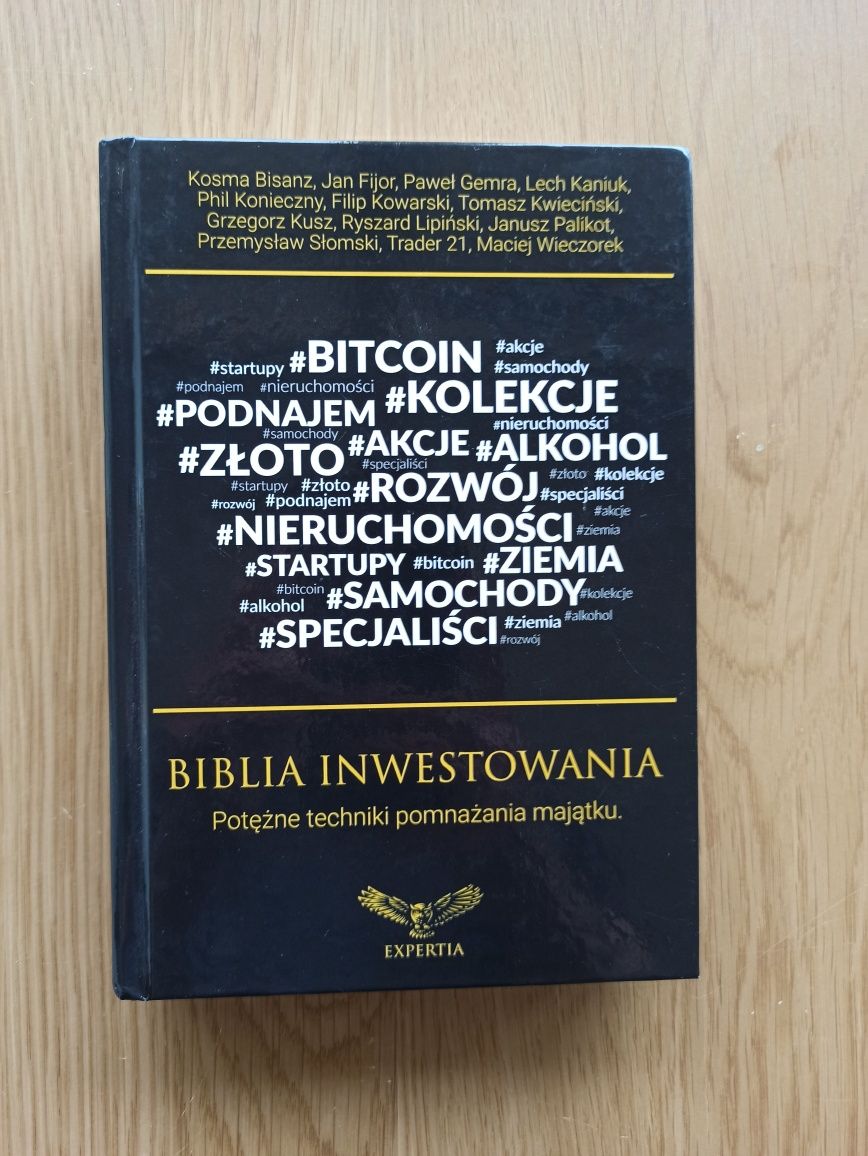 Kosma Bisanz, Jan Fijor, Paweł Gemra, Lech Kaniuk,
Phil Konieczny, Filip Kowarski, Tomasz Kwieciński,
Grzegorz Kusz, Ryszard Lipiński, Janusz Palikot,
Przemysław Słomski, Trader 21, Maciej Wieczorek
#startupy #BITCOIN #akcje
#samochody
#podnajem #nieruchomości #KOLEKCJE
#PODNAJEM #nieruchomości
#samochody #AKCJE #ALKOHOL
#ZŁOTO #specjaliści #złoto #kolekcje
#startupy #złoto #ROZWÓJ #specjaliści
#rozwój #podnajem #akcje
#NIERUCHOMOŚCI #ziemia
#STARTUPY #bitcoin #ZIEMIA
#bitcoin #SAMOCHODY #kolekcje
#alkohol #ziemia #alkohol
#SPECJALIŚCI #rozwój
BIBLIA INWESTOWANIA
Potężne techniki pomnażania majątku.
EXPERTIA